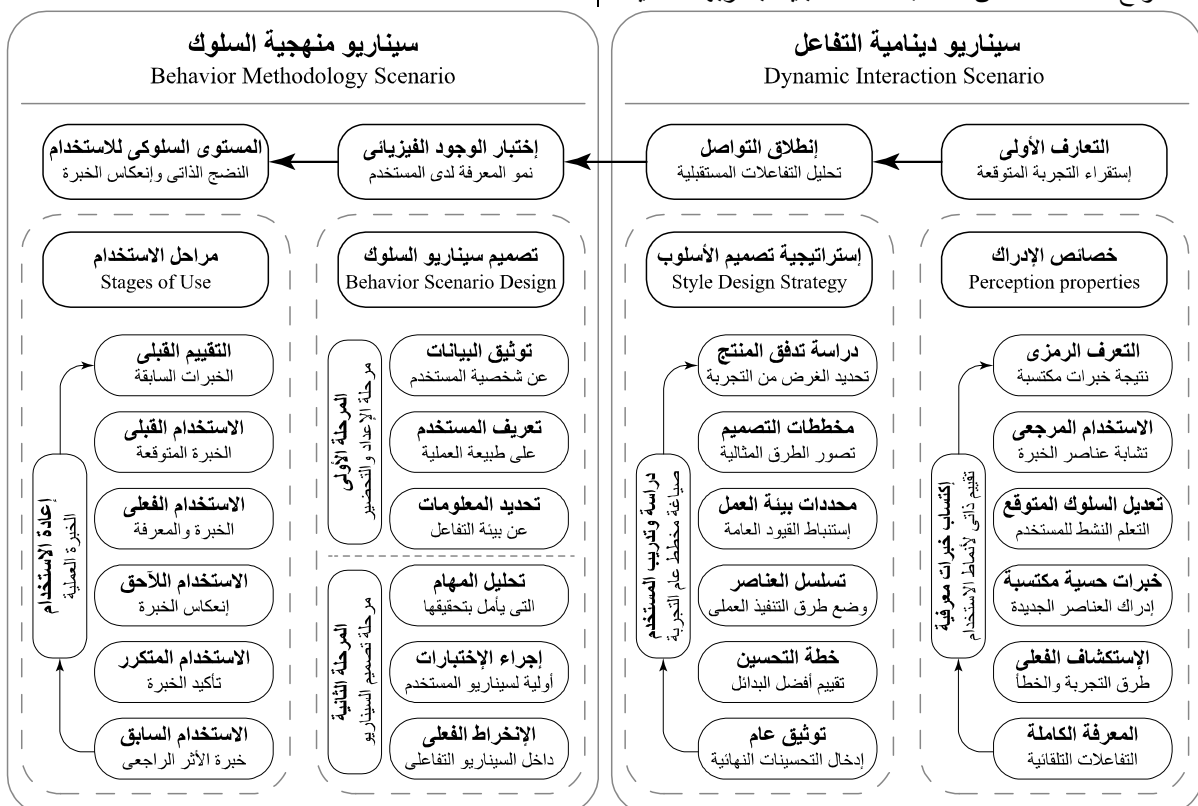 سيناريو دينامية التفاعل
Dynamic Interaction Scenario
التعارف الأولى
إستقراء التجربة المتوقعة
إنطلاق التواصل
تحليل التفاعلات المستقبلية
خصائص الإدراك
Perception properties
التعرف الرمزى
نتيجة خبرات مكتسبة
الاستخدام المرجعى
تشابة عناصر الخبرة
تعديل السلوك المتوقع
التعلم النشط للمستخدم
خبرات حسية مكتسبة
إدراك العناصر الجديدة
الإستكشاف الفعلى
طرق التجربة والخطأ
المعرفة الكاملة
التفاعلات التلقائية
إكتساب خبرات معرفية
تقييم ذاتى لأنماط الاستخدام
إستراتيجية تصميم الأسلوب
Style Design Strategy
دراسة تدفق المنتج
تحديد الغرض من التجربة
مخططات التصميم
تصور الطرق المثالية
محددات بيئة العمل
إستنباط القيود العامة
تسلسل العناصر
وضع طرق التنفيذ العملى
خطة التحسين
تقييم أفضل البدائل
توثيق عام
إدخال التحسينات النهائية
دراسة وتدريب المستخدم
صياغة مخطط عام التجربة
سيناريو منهجية السلوك
Behavior Methodology Scenario
إختبار الوجود الفيزيائى
نمو المعرفة لدى المستخدم
المستوى السلوكى للاستخدام
النضج الذاتى وإنعكاس الخبرة
تصميم سيناريو السلوك
Behavior Scenario Design
توثيق البيانات
عن شخصية المستخدم
تعريف المستخدم
على طبيعة العملية
تحديد المعلومات
عن بيئة التفاعل
المرحلة الأولى
مرحلة الإعداد والتحضير
تحليل المهام
التى يأمل بتحقيقها
إجراء الإختبارات
أولية لسيناريو المستخدم
الإنخراط الفعلى
داخل السيناريو التفاعلى
المرحلة الثانية
مرحلة تصميم السيناريو
مراحل الاستخدام
Stages of Use
التقييم القبلى
الخبرات السابقة
الاستخدام القبلى
الخبرة المتوقعة
الاستخدام الفعلى
الخبرة والمعرفة
الاستخدام اللآحق
إنعكاس الخبرة
الاستخدام المتكرر
تأكيد الخبرة
الاستخدام السابق
خبرة الأثر الراجعى
إعادة الاستخدام
الخبرة العملية